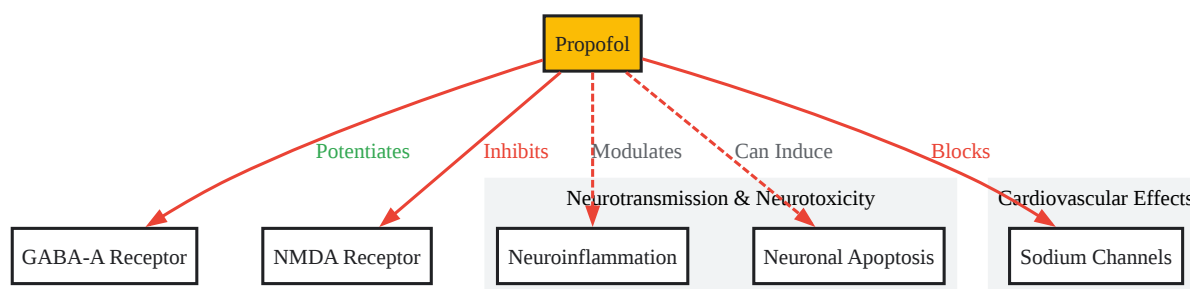 Propofol
Potentiates
Inhibits
Modulates
Can Induce
Blocks
Neurotransmission & Neurotoxicity
Cardiovascular Effects
GABA-A Receptor
NMDA Receptor
Neuroinflammation
Neuronal Apoptosis
Sodium Channels